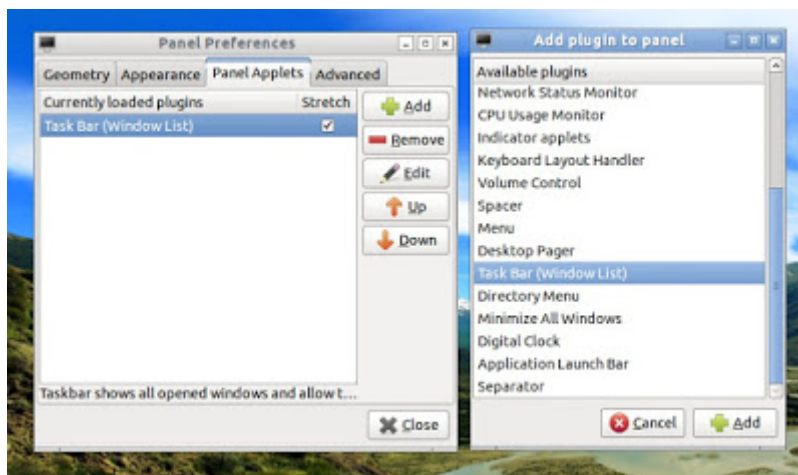 Panel Preferences
Geometry Appearance Panel Applets Advanced
Currently loaded plugins Stretch
Task Bar (Window List)
Add
Remove
Edit
Up
Down
Taskbar shows all opened windows and allow t...
Close
Add plugin to panel
Available plugins
Network Status Monitor
CPU Usage Monitor
Indicator applets
Keyboard Layout Handler
Volume Control
Spacer
Menu
Desktop Pager
Task Bar (Window List)
Directory Menu
Minimize All Windows
Digital Clock
Application Launch Bar
Separator
Cancel Add